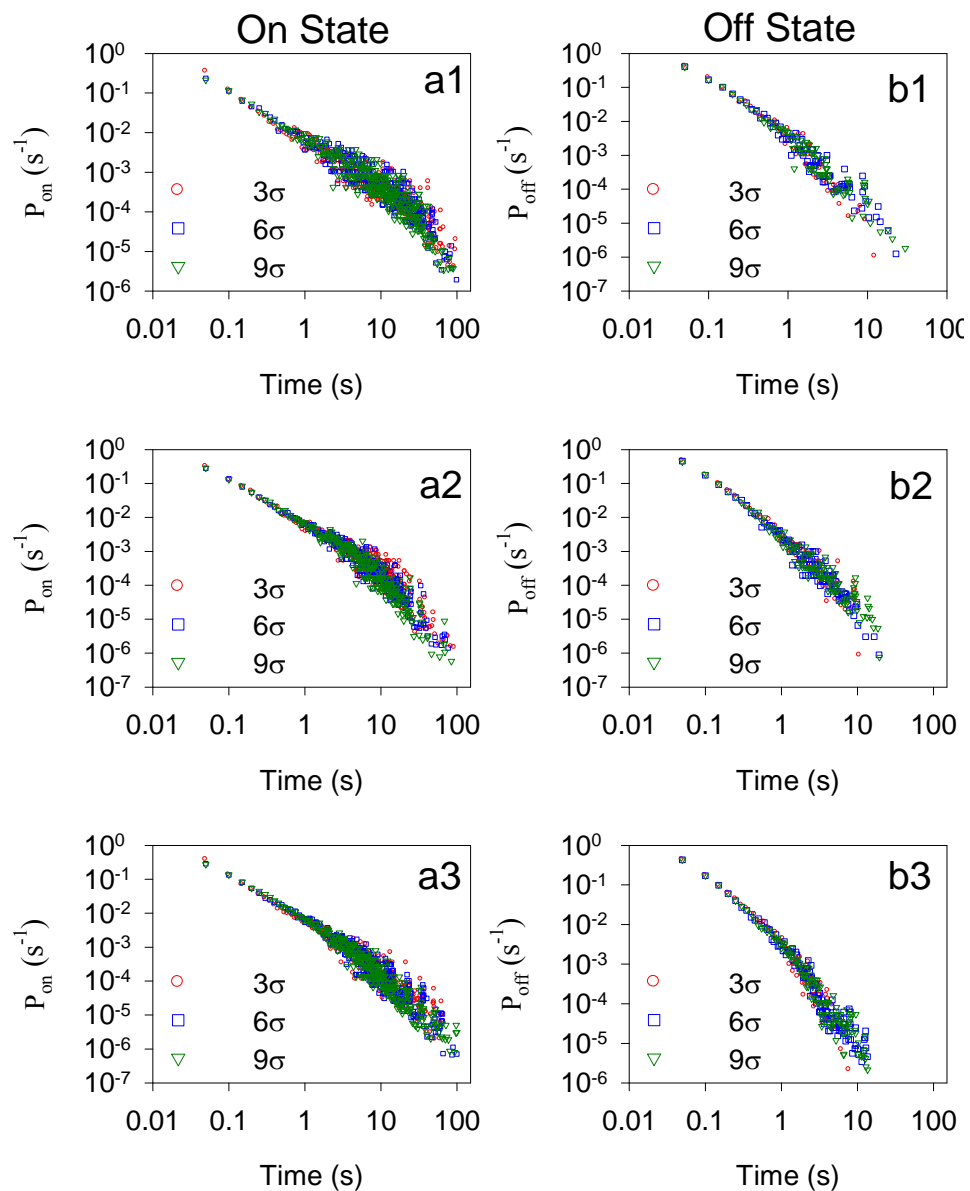 On State
Off State
a1
P_on (s^-1)
10^0
10^-1
10^-2
10^-3
10^-4
10^-5
10^-6
3σ
6σ
9σ
0.01 0.1 1 10 100
Time (s)
b1
P_off (s^-1)
10^0
10^-1
10^-2
10^-3
10^-4
10^-5
10^-6
10^-7
3σ
6σ
9σ
0.01 0.1 1 10 100
Time (s)
a2
P_on (s^-1)
10^0
10^-1
10^-2
10^-3
10^-4
10^-5
10^-6
10^-7
3σ
6σ
9σ
0.01 0.1 1 10 100
Time (s)
b2
P_off (s^-1)
10^0
10^-1
10^-2
10^-3
10^-4
10^-5
10^-6
10^-7
3σ
6σ
9σ
0.01 0.1 1 10 100
Time (s)
a3
P_on (s^-1)
10^0
10^-1
10^-2
10^-3
10^-4
10^-5
10^-6
10^-7
3σ
6σ
9σ
0.01 0.1 1 10 100
Time (s)
b3
P_off (s^-1)
10^0
10^-1
10^-2
10^-3
10^-4
10^-5
10^-6
3σ
6σ
9σ
0.01 0.1 1 10 100
Time (s)